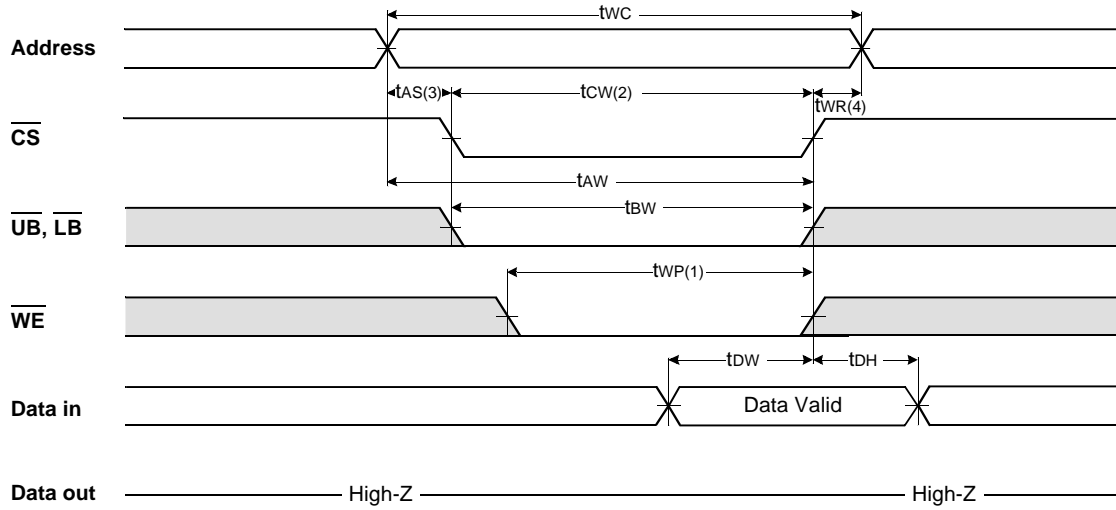 tWC
Address
tAS(3) tCW(2) tWR(4)
CS
tAW
tBW
UB, LB
tWP(1)
WE
tDW tDH
Data in Data Valid
Data out High-Z High-Z